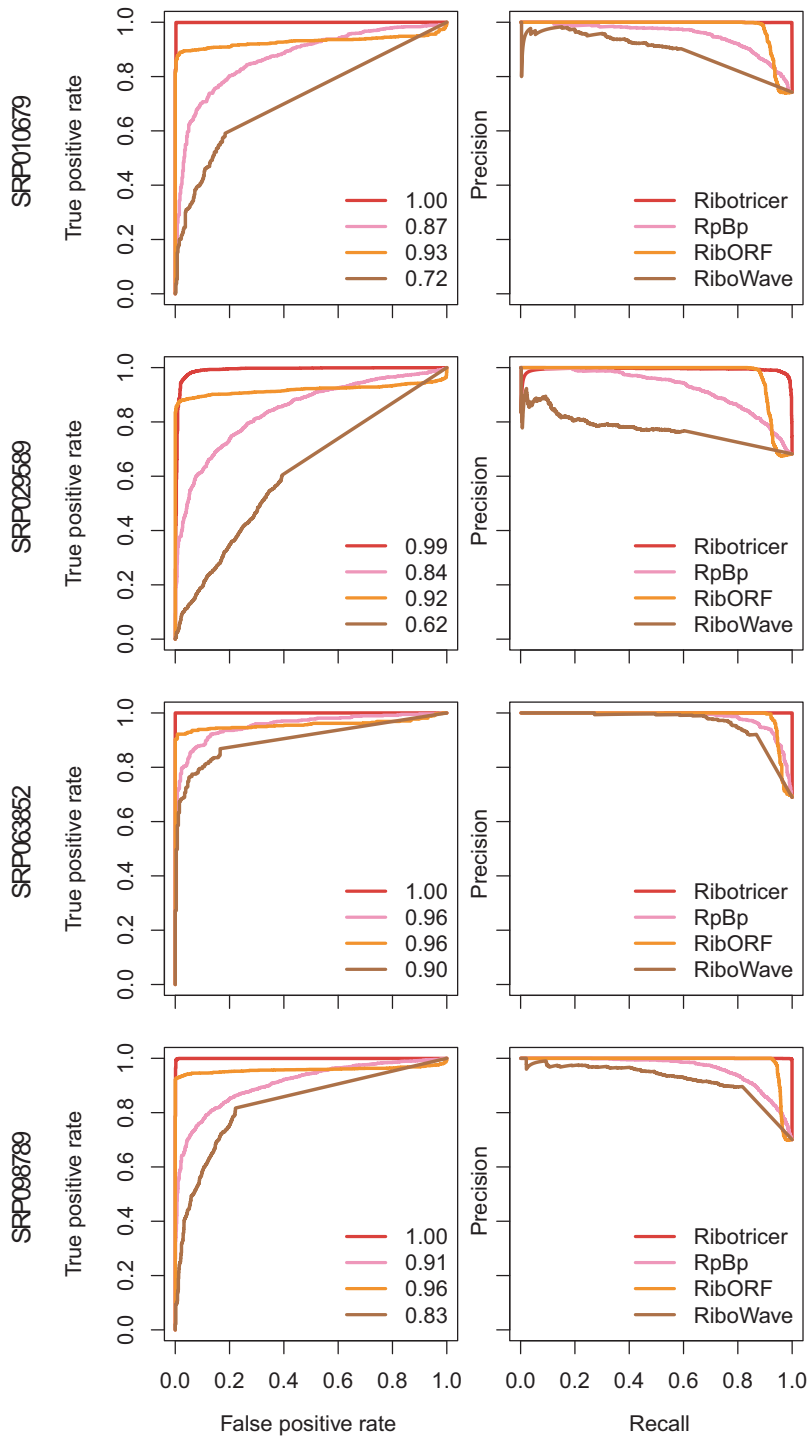 SRP010679
True positive rate
0.0 0.2 0.4 0.6 0.8 1.0
1.00
0.87
0.93
0.72
Precision
Ribotricer
RpBp
RibORF
RiboWave
SRP029589
True positive rate
0.0 0.2 0.4 0.6 0.8 1.0
0.99
0.84
0.92
0.62
Precision
Ribotricer
RpBp
RibORF
RiboWave
SRP063852
True positive rate
0.0 0.2 0.4 0.6 0.8 1.0
1.00
0.96
0.96
0.90
Precision
Ribotricer
RpBp
RibORF
RiboWave
SRP098789
True positive rate
0.0 0.2 0.4 0.6 0.8 1.0
1.00
0.91
0.96
0.83
Precision
Ribotricer
RpBp
RibORF
RiboWave
0.0 0.2 0.4 0.6 0.8 1.0
False positive rate
0.0 0.2 0.4 0.6 0.8 1.0
Recall